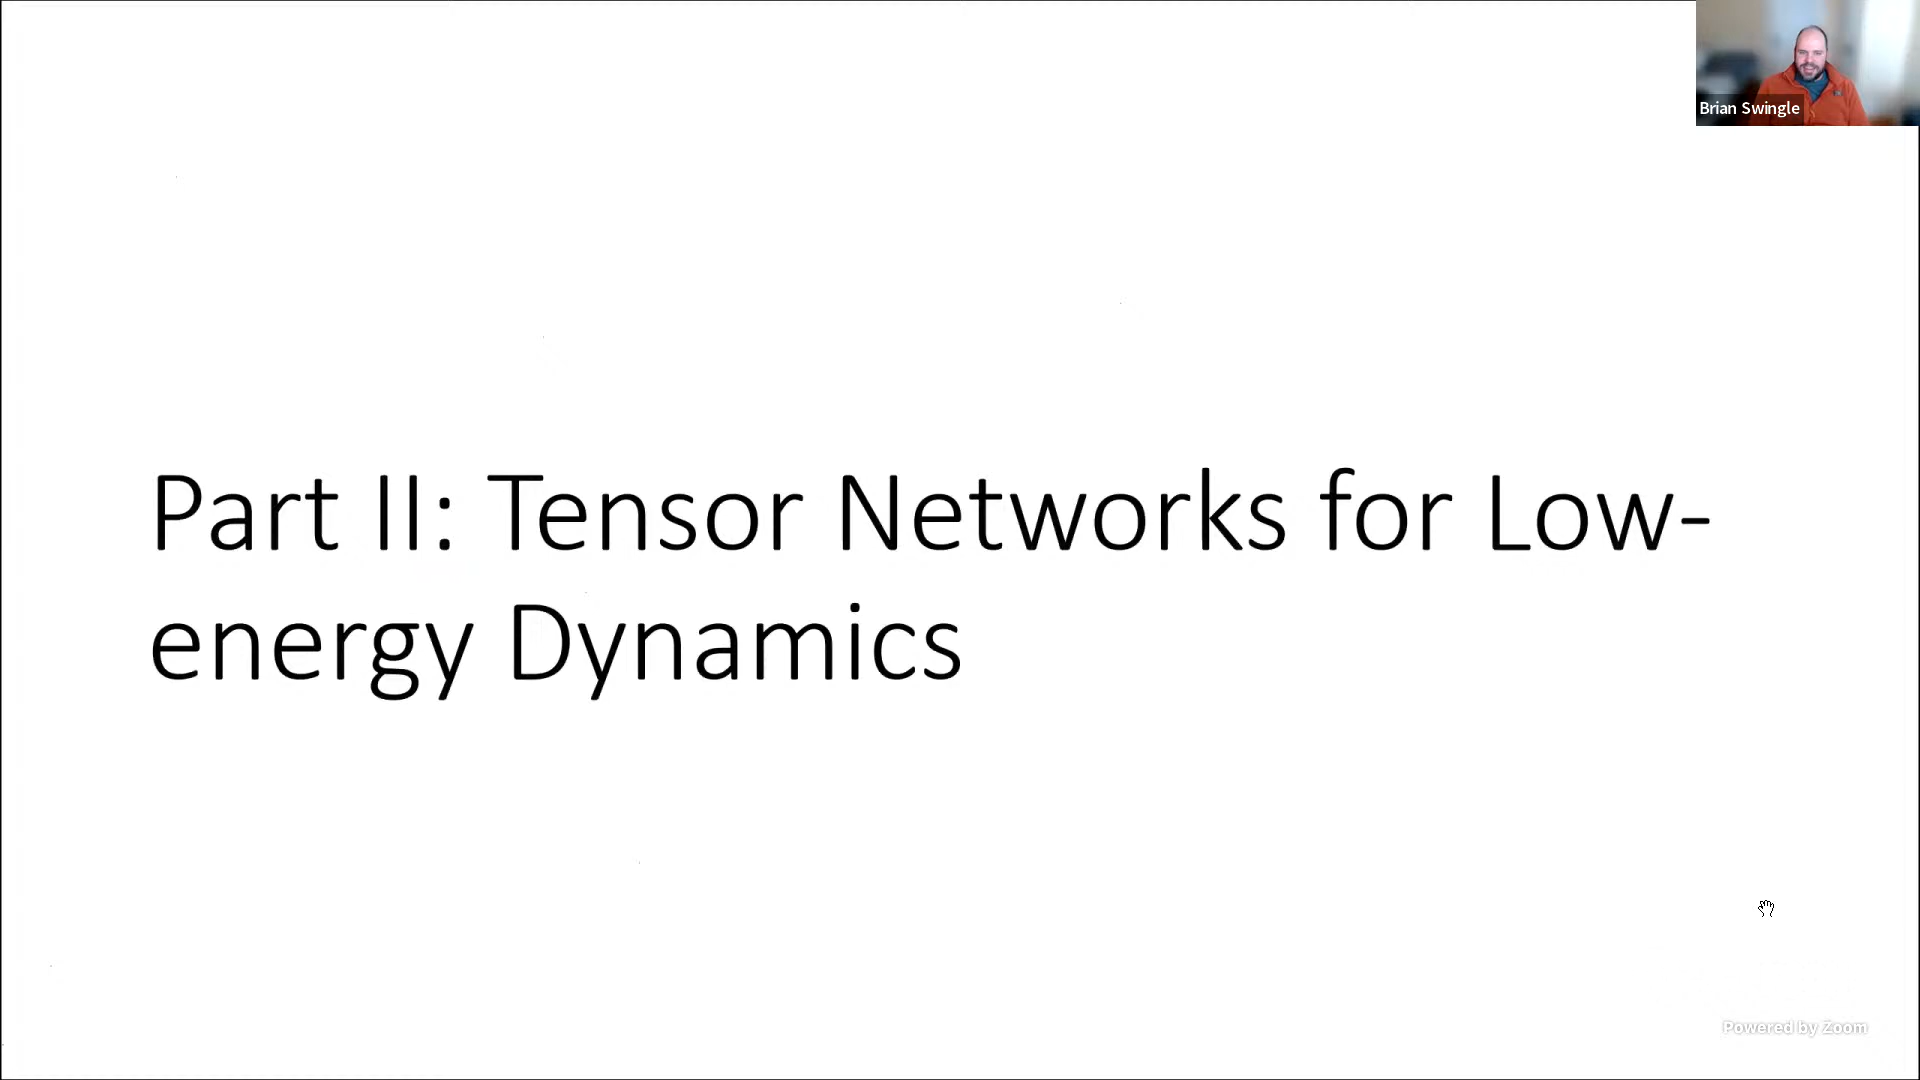 Brian Swingle
Part II: Tensor Networks for Low-
energy Dynamics
Powered by Zoom